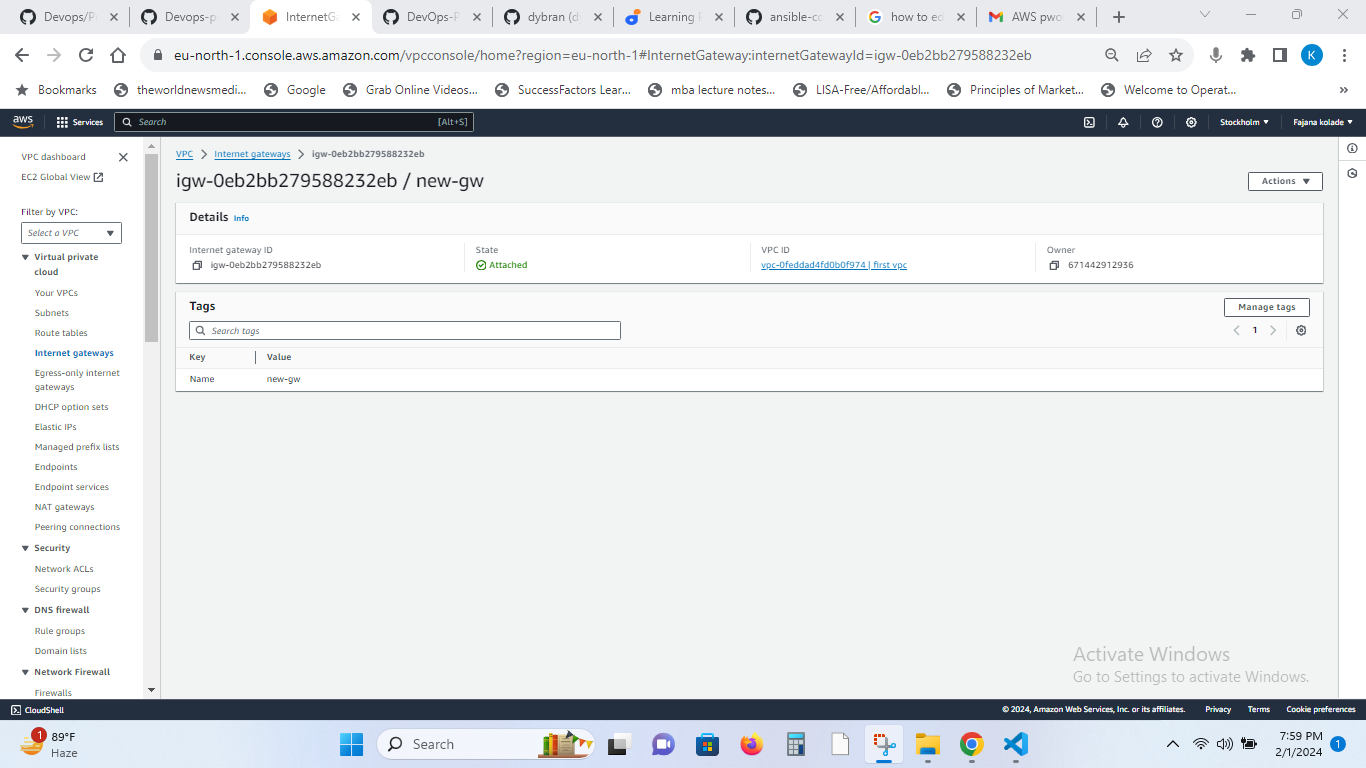 Devops/P
Devops-p
InternetGa
DevOps-P
dybran (d
Learning
ansible-co
how to ed
AWS pwo
eu-north-1.console.aws.amazon.com/vpcconsole/home?region=eu-north-1#InternetGateway:internetGatewayId=igw-0eb2bb279588232eb
K
Bookmarks
theworldnewsmedi...
Google
Grab Online Videos...
SuccessFactors Lear...
mba lecture notes...
LISA-Free/Affordabl...
Principles of Market...
Welcome to Operat...
»
aws
Services
Search
[Alt+S]
Stockholm
Fajana kolade
VPC dashboard
EC2 Global View
Filter by VPC:
Select a VPC
Virtual private
cloud
Your VPCs
Subnets
Route tables
Internet gateways
Egress-only internet
gateways
DHCP option sets
Elastic IPs
Managed prefix lists
Endpoints
Endpoint services
NAT gateways
Peering connections
Security
Network ACLs
Security groups
DNS firewall
Rule groups
Domain lists
Network Firewall
Firewalls
VPC
Internet gateways
igw-0eb2bb279588232eb
igw-0eb2bb279588232eb / new-gw
Actions
Details Info
Internet gateway ID
igw-0eb2bb279588232eb
State
Attached
VPC ID
vpc-0feddad4fd0b0f974 | first vpc
Owner
671442912936
Tags
Manage tags
Search tags
1
Key
Value
Name
new-gw
Activate Windows
Go to Settings to activate Windows.
CloudShell
© 2024, Amazon Web Services, Inc. or its affiliates.
Privacy
Terms
Cookie preferences
1
89°F
Haze
Search
7:59 PM
2/1/2024
1